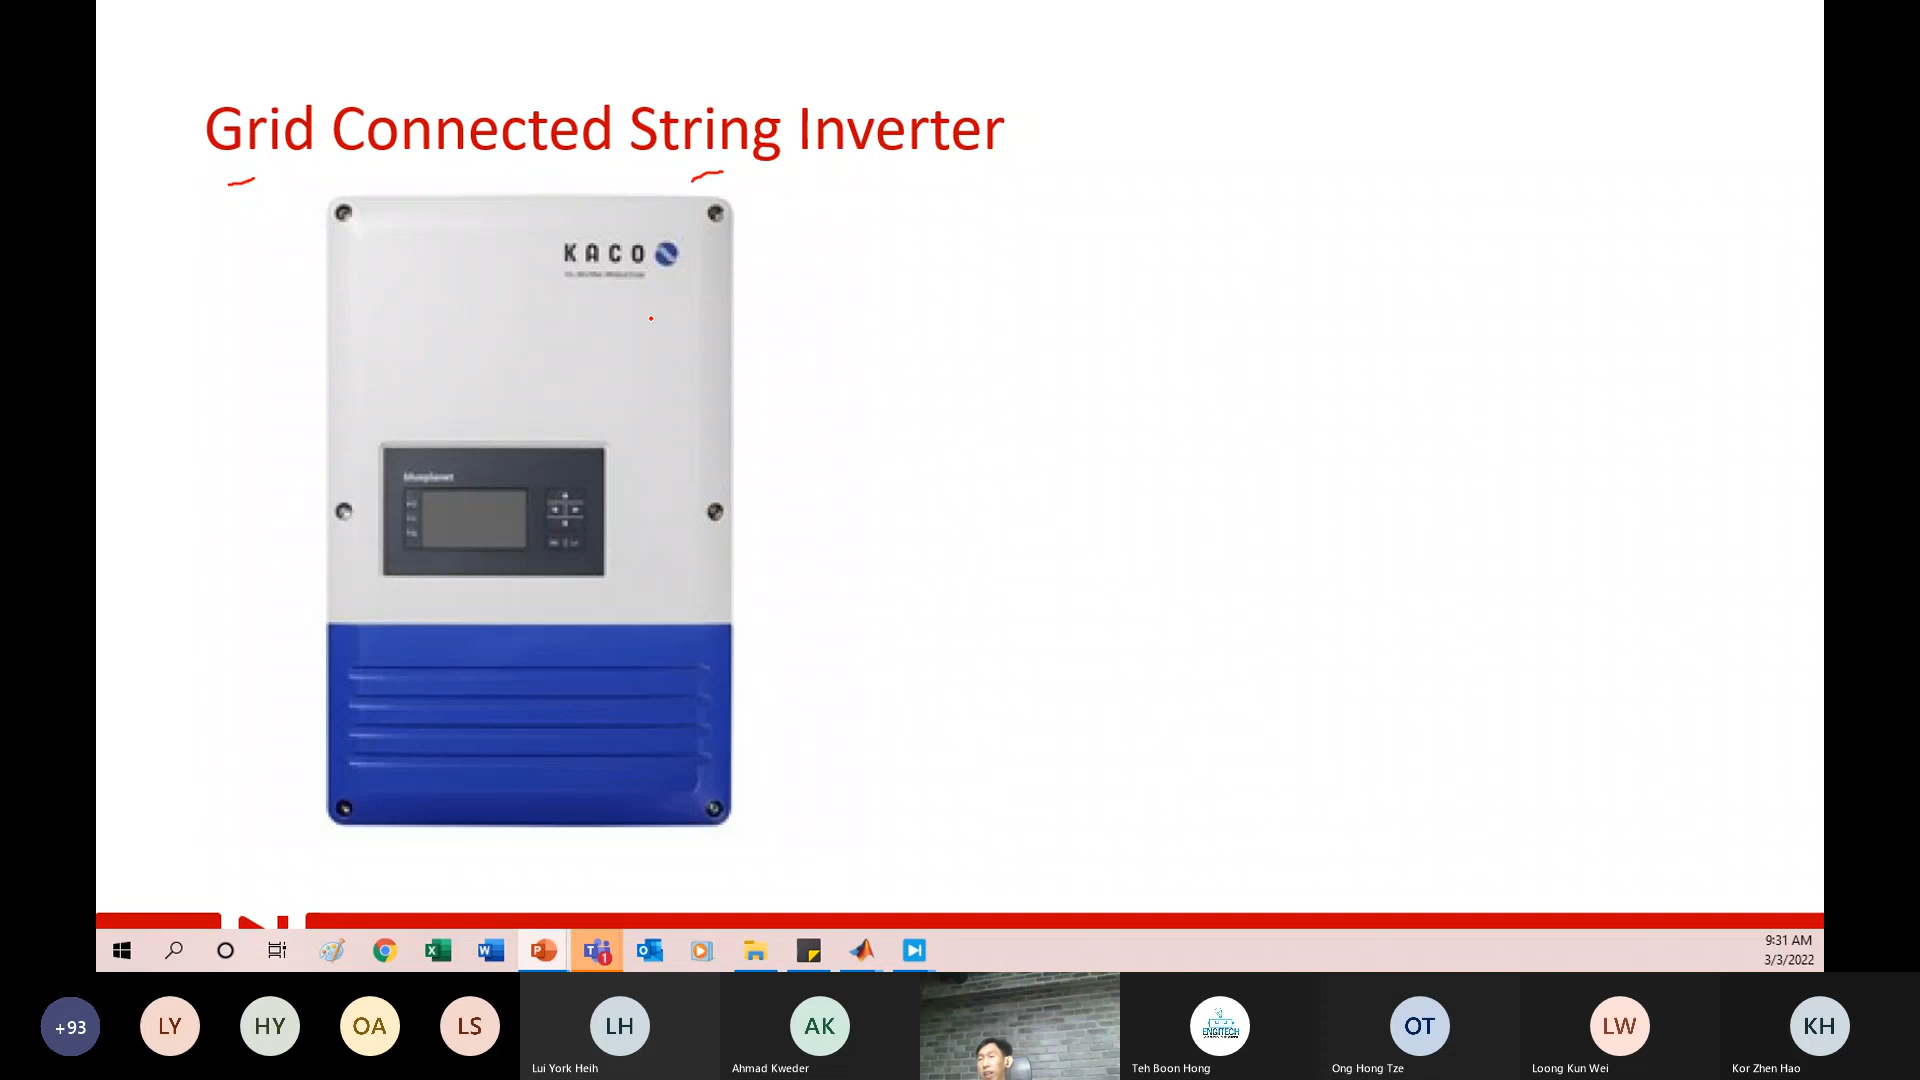 Grid Connected String Inverter
KACO
blueplanet
9:31 AM
3/3/2022
1
+93
LY
HY
OA
LS
LH
AK
ENGITECH
OT
LW
KH
Lui York Heih
Ahmad Kweder
Teh Boon Hong
Ong Hong Tze
Loong Kun Wei
Kor Zhen Hao